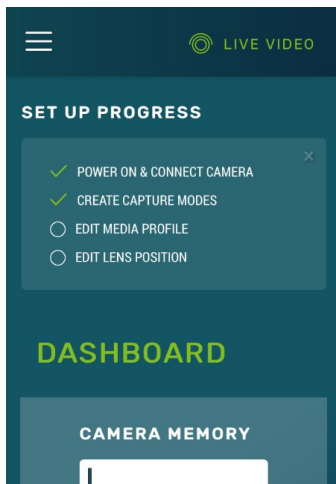 LIVE VIDEO
SET UP PROGRESS
x
POWER ON & CONNECT CAMERA
CREATE CAPTURE MODES
EDIT MEDIA PROFILE
EDIT LENS POSITION
DASHBOARD
CAMERA MEMORY